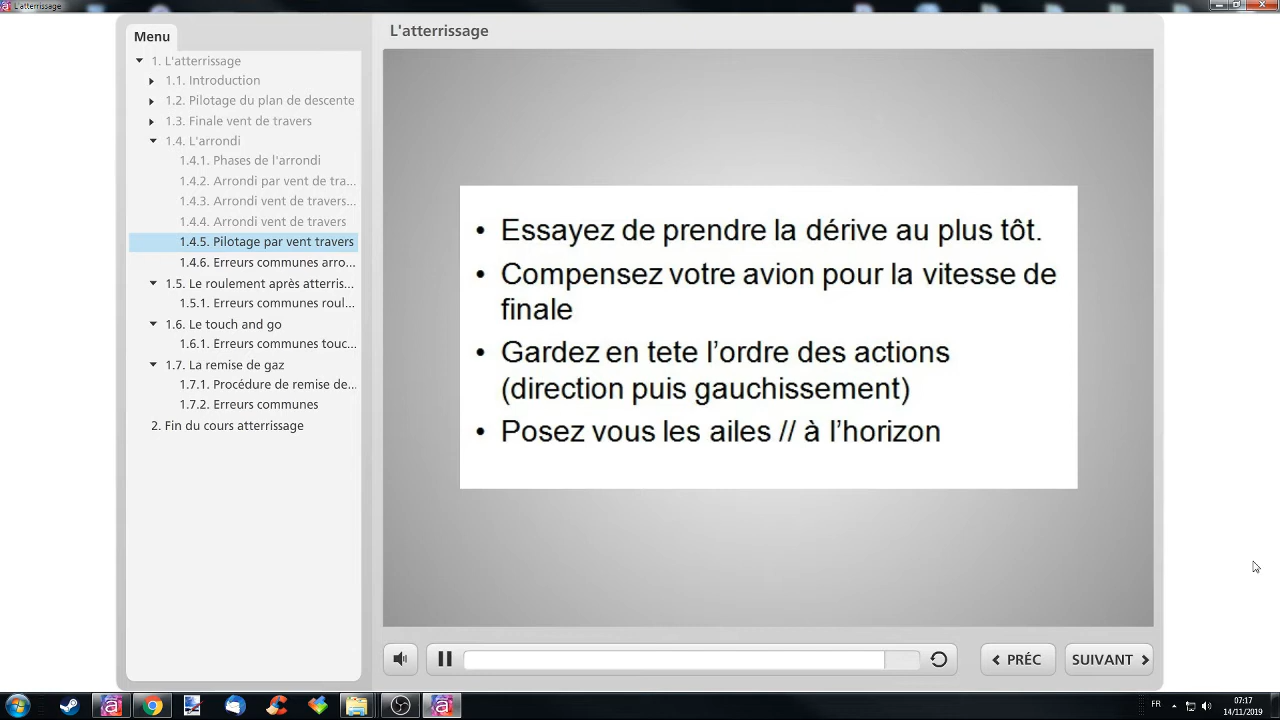 L'atterrissage
Menu
1. L'atterrissage
1.1. Introduction
1.2. Pilotage du plan de descente
1.3. Finale vent de travers
1.4. L'arrondi
1.4.1. Phases de l'arrondi
1.4.2. Arrondi par vent de tra...
1.4.3. Arrondi vent de travers...
1.4.4. Arrondi vent de travers
1.4.5. Pilotage par vent travers
1.4.6. Erreurs communes arro...
1.5. Le roulement après atterris...
1.5.1. Erreurs communes roul...
1.6. Le touch and go
1.6.1. Erreurs communes touc...
1.7. La remise de gaz
1.7.1. Procédure de remise de...
1.7.2. Erreurs communes
2. Fin du cours atterrissage
L'atterrissage
• Essayez de prendre la dérive au plus tôt.
• Compensez votre avion pour la vitesse de
finale
• Gardez en tete l’ordre des actions
(direction puis gauchissement)
• Posez vous les ailes // à l’horizon
PRÉC
SUIVANT
FR
07:17
14/11/2019